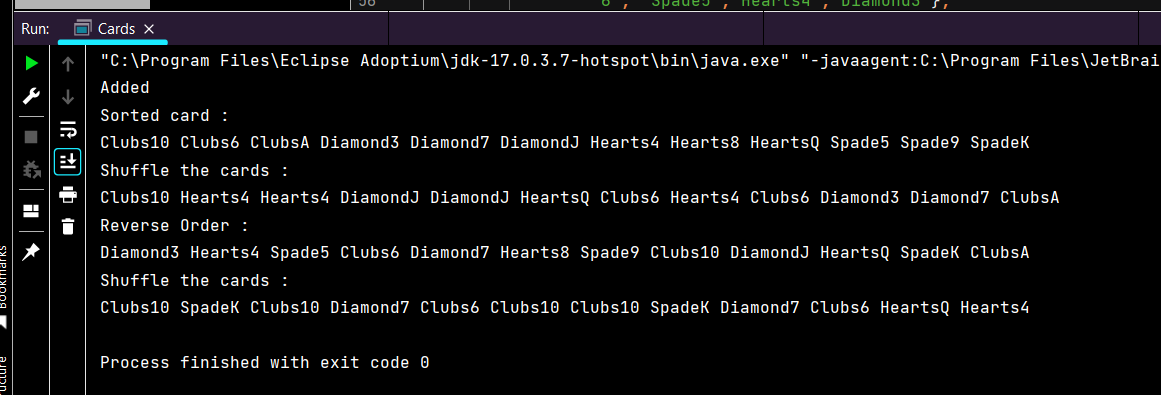 56 6", "Spade5","Hearts4","Diamond3"};
Run: Cards
"C:\Program Files\Eclipse Adoptium\jdk-17.0.3.7-hotspot\bin\java.exe" "-javaagent:C:\Program Files\JetBrai
Added
Sorted card :
Clubs10 Clubs6 ClubsA Diamond3 Diamond7 DiamondJ Hearts4 Hearts8 HeartsQ Spade5 Spade9 SpadeK
Shuffle the cards :
Clubs10 Hearts4 Hearts4 DiamondJ DiamondJ HeartsQ Clubs6 Hearts4 Clubs6 Diamond3 Diamond7 ClubsA
Reverse Order :
Diamond3 Hearts4 Spade5 Clubs6 Diamond7 Hearts8 Spade9 Clubs10 DiamondJ HeartsQ SpadeK ClubsA
Shuffle the cards :
Clubs10 SpadeK Clubs10 Diamond7 Clubs6 Clubs10 Clubs10 SpadeK Diamond7 Clubs6 HeartsQ Hearts4
Process finished with exit code 0
Bookmarks
ucture